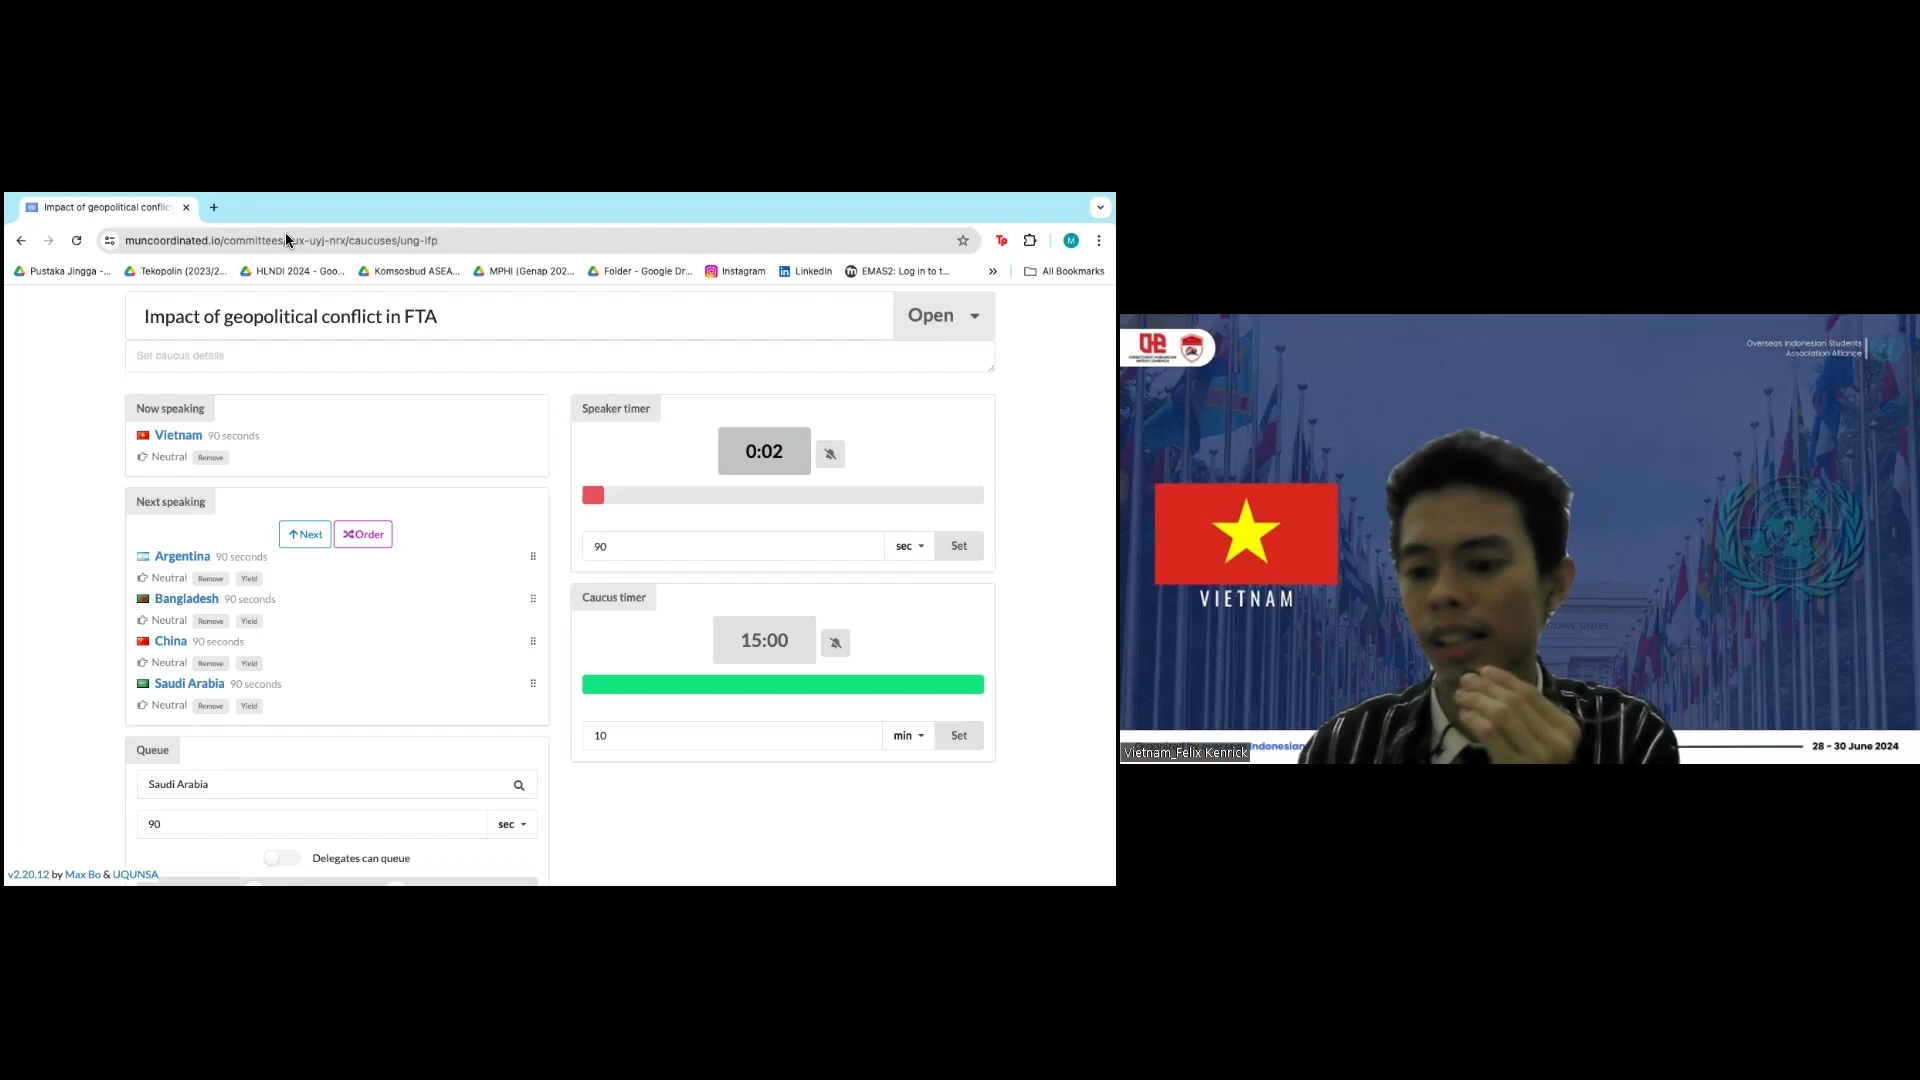 Impact of geopolitical conflic
muncoordinated.io/committees/ux-uyj-nrx/caucuses/ung-ifp
Tp
M
Pustaka Jingga -... Tekopolin (2023/2... HLNDI 2024 - Goo... Komsosbud ASEA... MPHI (Genap 202... Folder - Google Dr... Instagram LinkedIn EMAS2: Log in to t... » All Bookmarks
Impact of geopolitical conflict in FTA
Open
Set caucus details
Now speaking
Vietnam 90 seconds
Neutral Remove
Next speaking
Next Order
Argentina 90 seconds
Neutral Remove Yield
Bangladesh 90 seconds
Neutral Remove Yield
China 90 seconds
Neutral Remove Yield
Saudi Arabia 90 seconds
Neutral Remove Yield
Queue
Saudi Arabia
90 sec
Delegates can queue
v2.20.12 by Max Bo & UQUNSA
Speaker timer
0:02
90 sec Set
Caucus timer
15:00
10 min Set
Overseas Indonesian Students
Association Alliance
VIETNAM
Vietnam_Felix Kenrick
Indonesian
28 - 30 June 2024